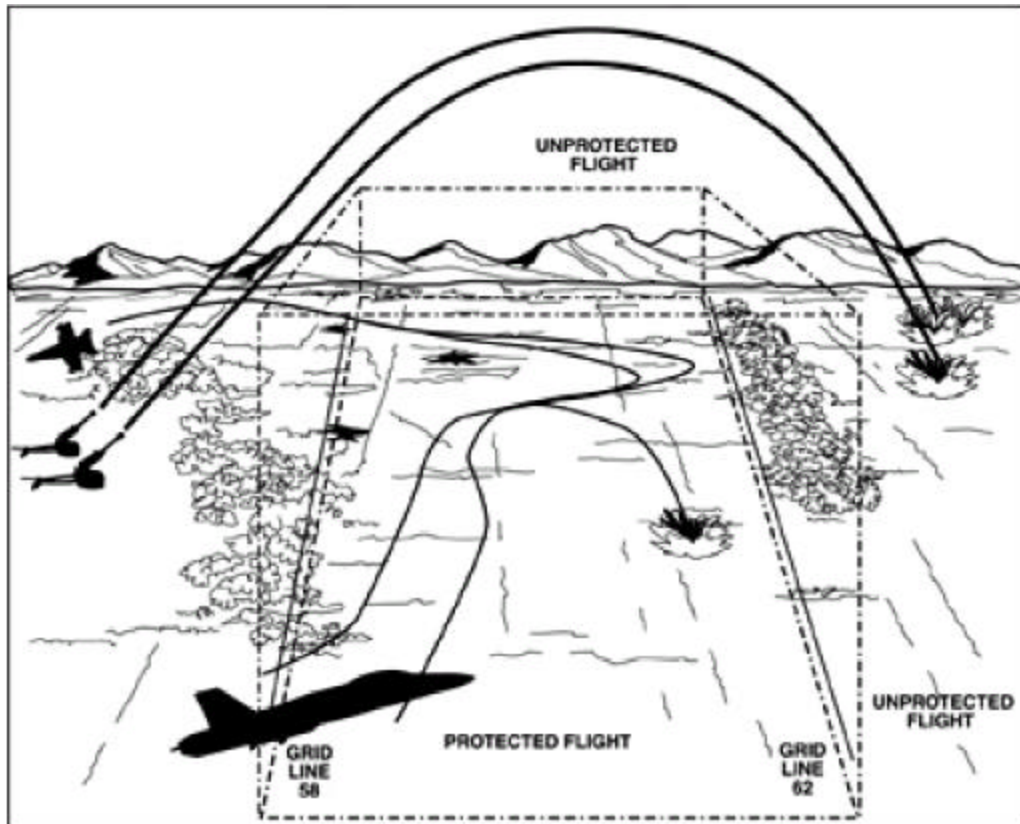 UNPROTECTED
FLIGHT
UNPROTECTED
FLIGHT
PROTECTED FLIGHT
GRID
LINE
58
GRID
LINE
62